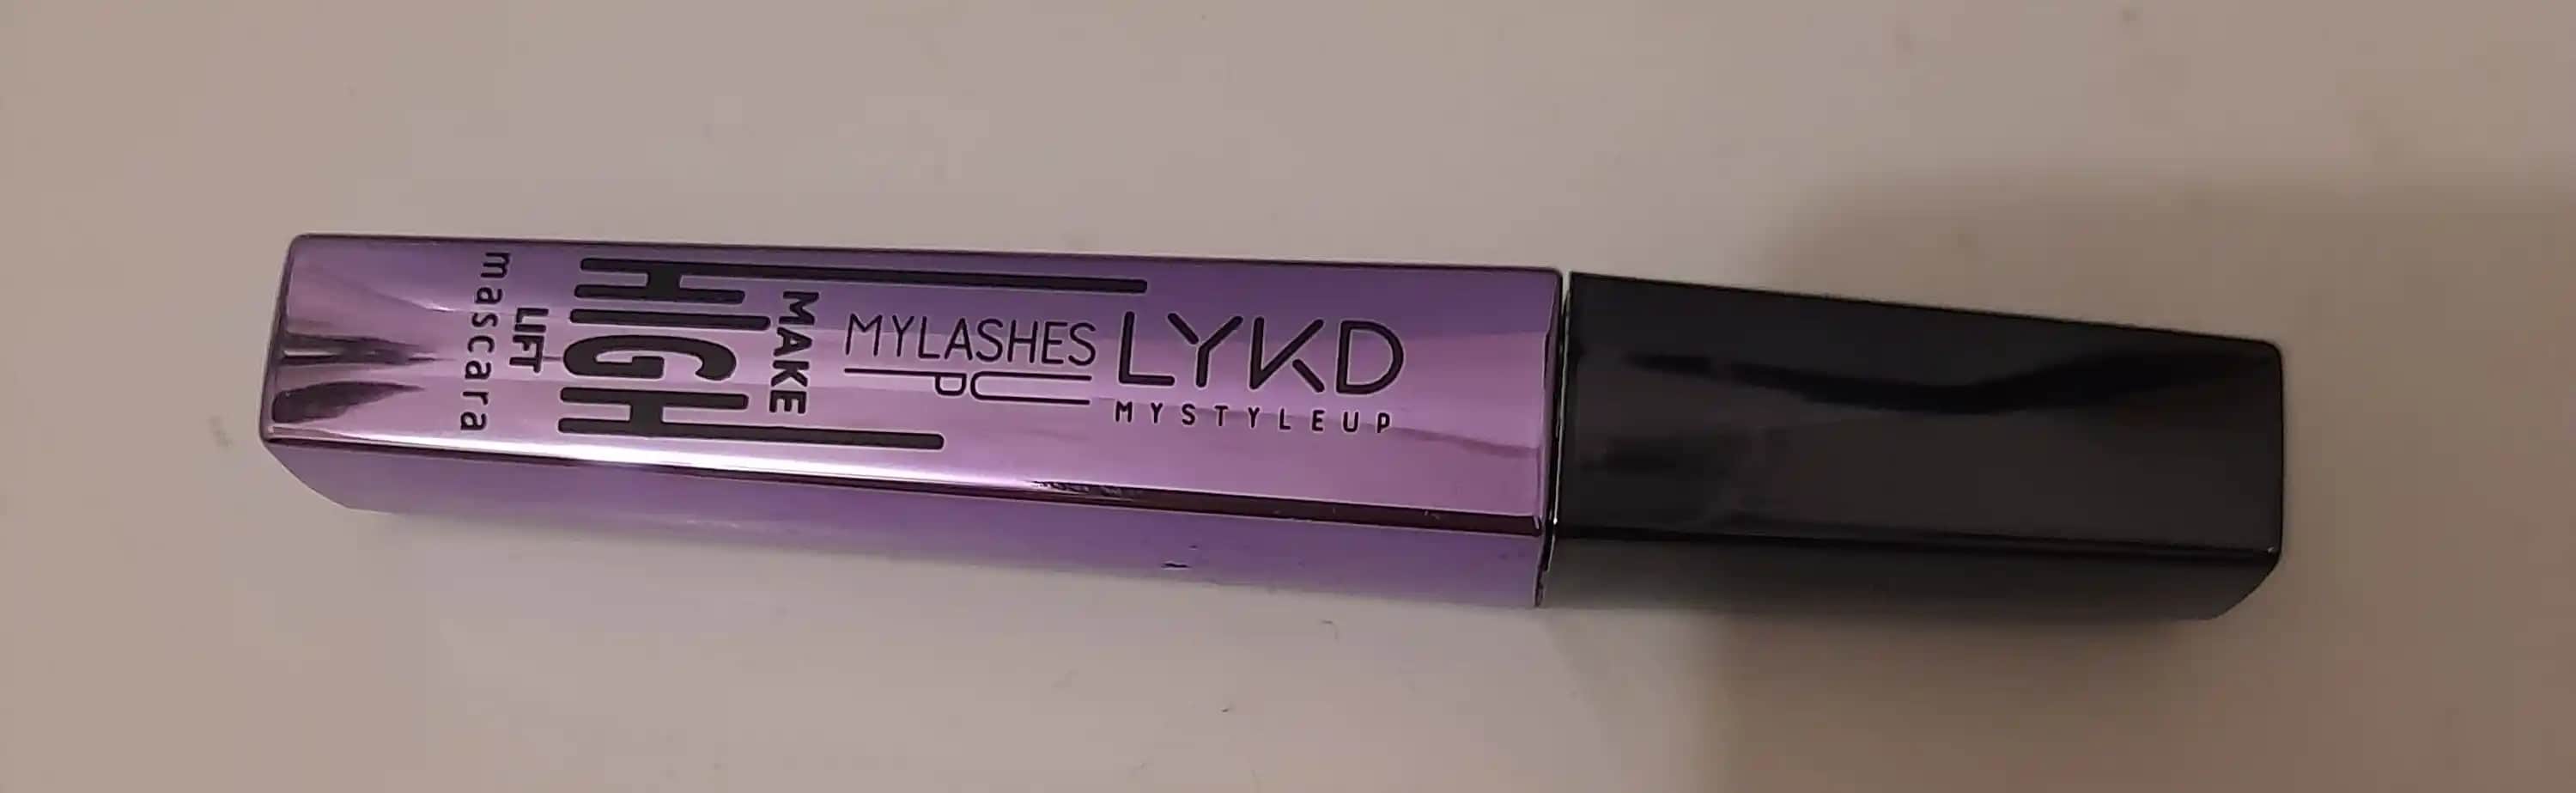 LYKD
MYSTYLEUP
MYLASHES
UP
MAKE
HIGH
LIFT
mascara